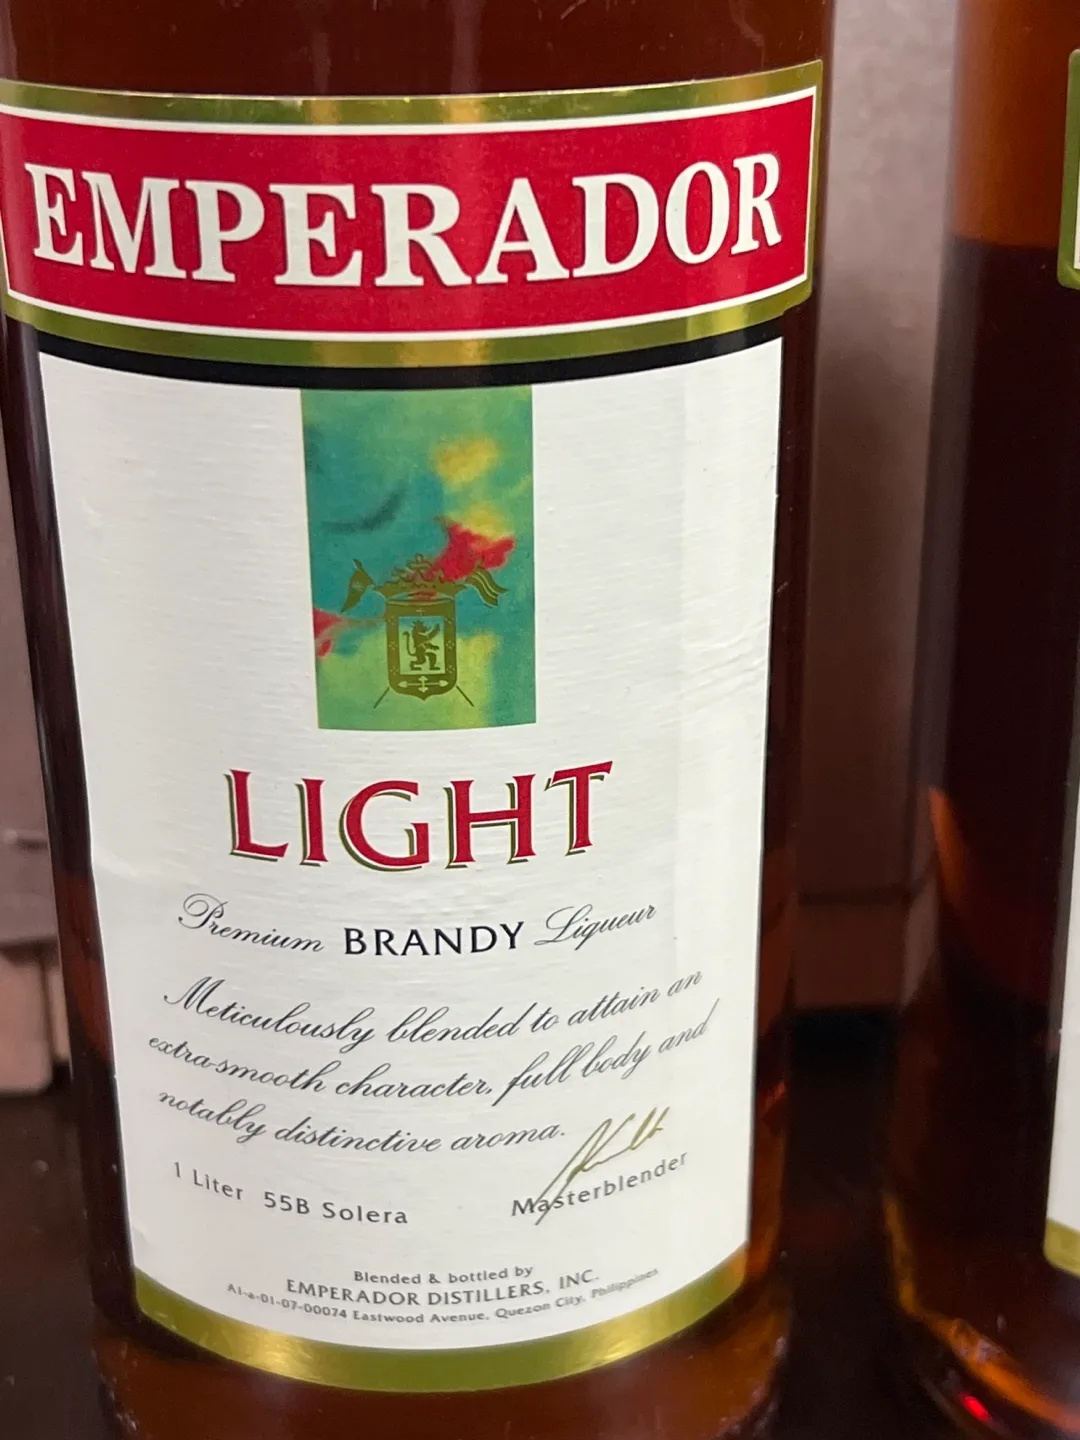 EMPERADOR
LIGHT
Premium BRANDY Liqueur
Meticulously blended to attain an
extra-smooth character, full body and
notably distinctive aroma.
1 Liter 55B Solera
Masterblender
Blended & bottled by
EMPERADOR DISTILLERS, INC.
Eastwood Avenue, Quezon City, Philippines